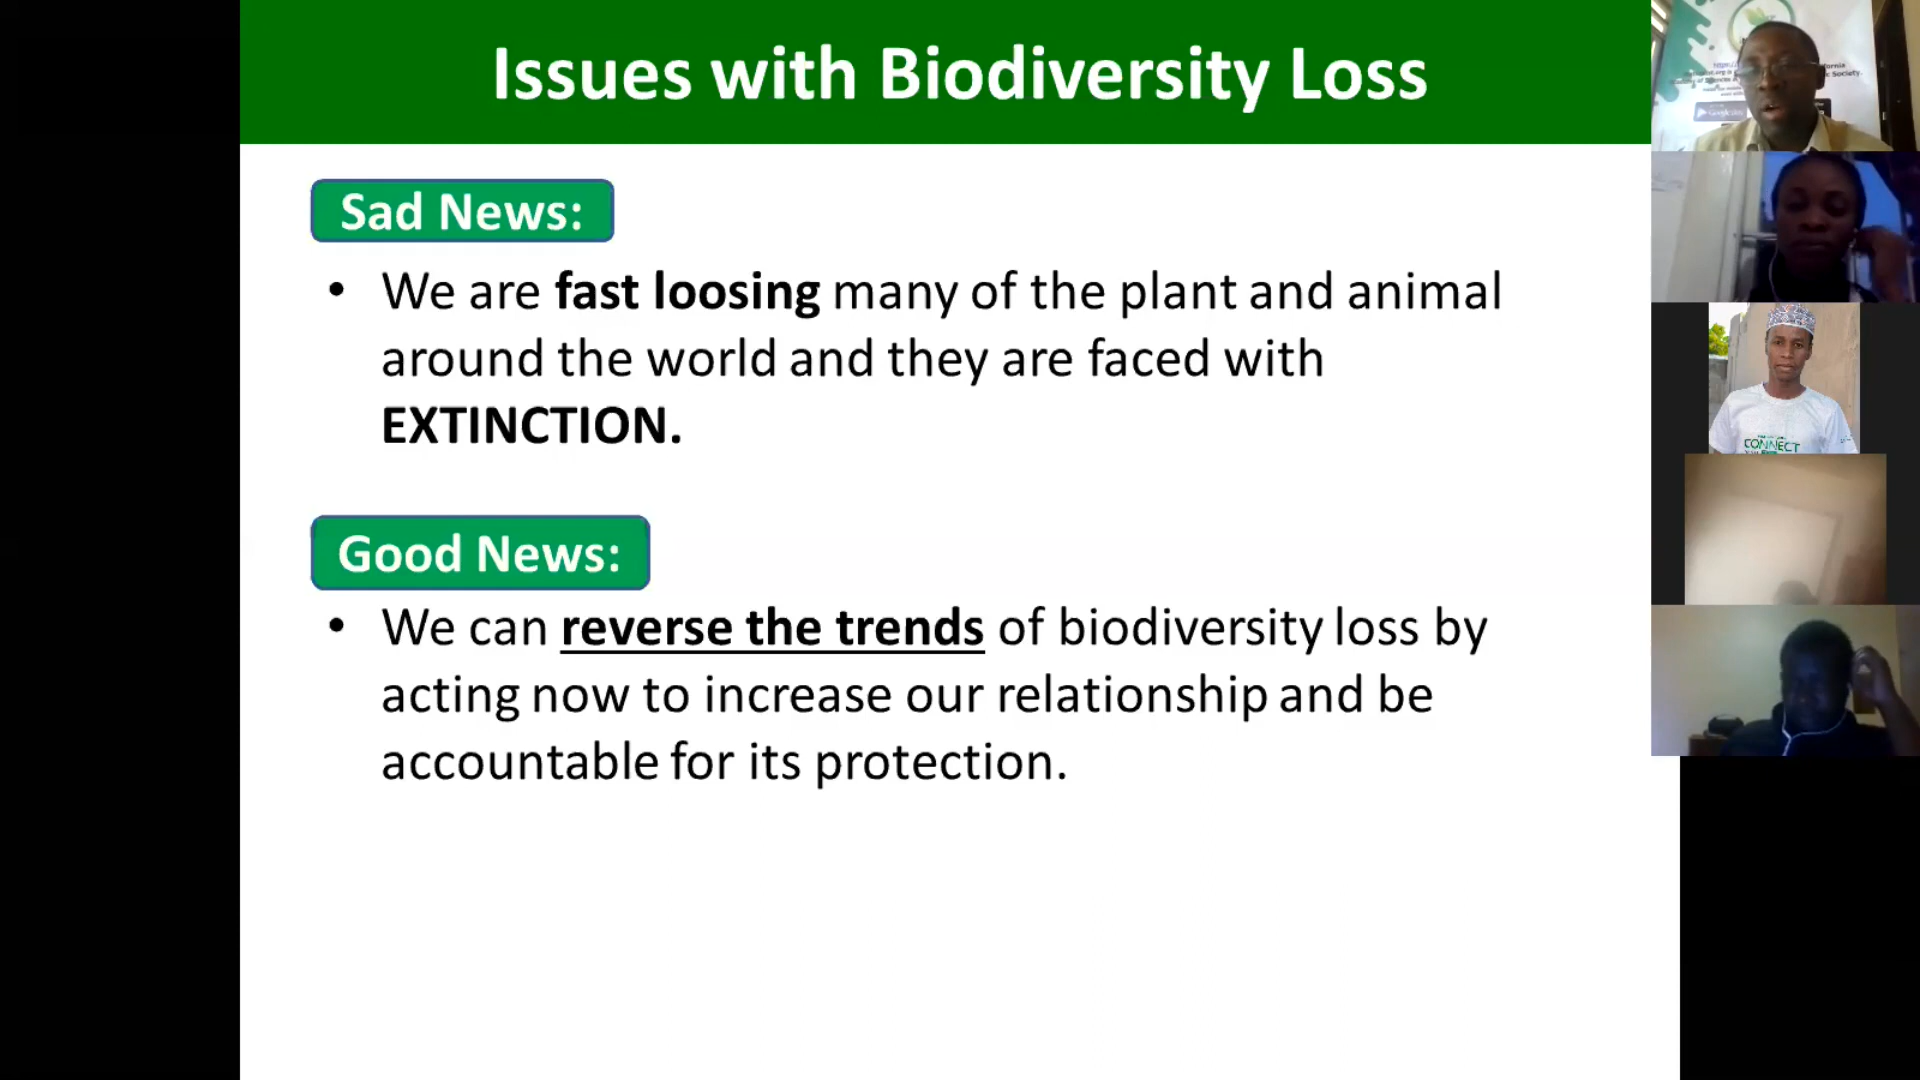 Issues with Biodiversity Loss
Sad News:
• We are fast loosing many of the plant and animal
around the world and they are faced with
EXTINCTION.
Good News:
• We can reverse the trends of biodiversity loss by
acting now to increase our relationship and be
accountable for its protection.
Society.
CONNECT